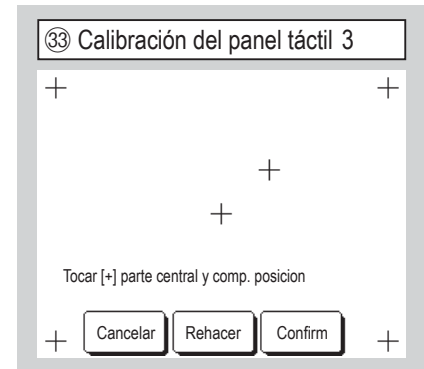 ㉝ Calibración del panel táctil 3
Tocar [+] parte central y comp. posicion
Cancelar Rehacer Confirm